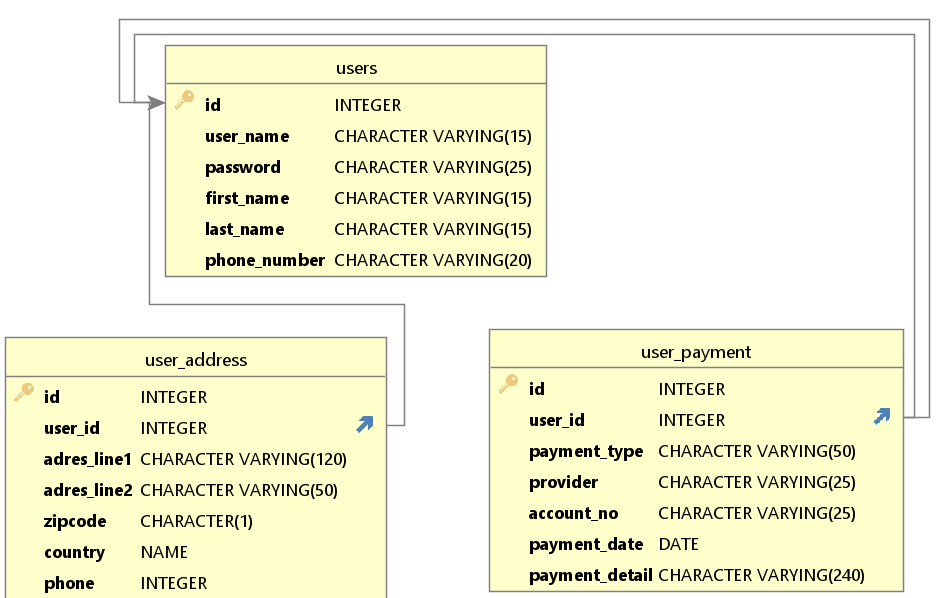 users
id INTEGER
user_name CHARACTER VARYING(15)
password CHARACTER VARYING(25)
first_name CHARACTER VARYING(15)
last_name CHARACTER VARYING(15)
phone_number CHARACTER VARYING(20)
user_address
id INTEGER
user_id INTEGER
adres_line1 CHARACTER VARYING(120)
adres_line2 CHARACTER VARYING(50)
zipcode CHARACTER(1)
country NAME
phone INTEGER
user_payment
id INTEGER
user_id INTEGER
payment_type CHARACTER VARYING(50)
provider CHARACTER VARYING(25)
account_no CHARACTER VARYING(25)
payment_date DATE
payment_detail CHARACTER VARYING(240)